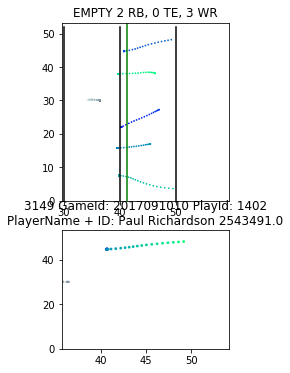 EMPTY 2 RB, 0 TE, 3 WR
50
40
30
20
10
0
30 40 50
3149 GameId: 2017091010 PlayId: 1402
PlayerName + ID: Paul Richardson 2543491.0
40
20
0
40 45 50